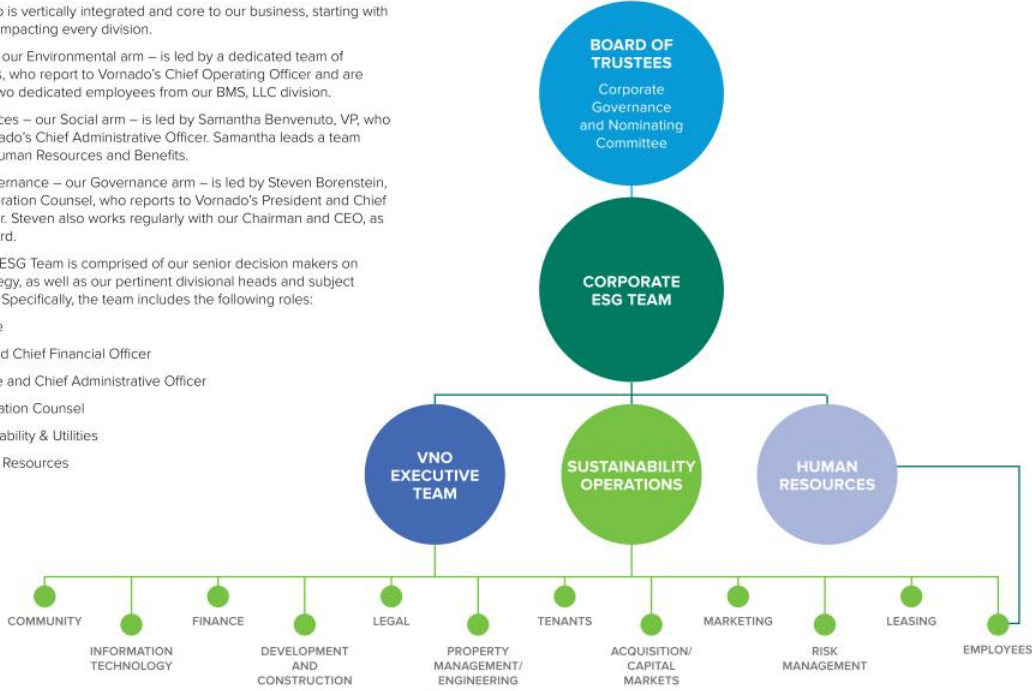 o is vertically integrated and core to our business, starting with
mpacting every division.
our Environmental arm – is led by a dedicated team of
s, who report to Vornado's Chief Operating Officer and are
wo dedicated employees from our BMS, LLC division.
ces – our Social arm – is led by Samantha Benvenuto, VP, who
ado's Chief Administrative Officer. Samantha leads a team
uman Resources and Benefits.
ernance – our Governance arm – is led by Steven Borenstein,
ration Counsel, who reports to Vornado's President and Chief
r. Steven also works regularly with our Chairman and CEO, as
rd.
ESG Team is comprised of our senior decision makers on
egy, as well as our pertinent divisional heads and subject
Specifically, the team includes the following roles:
e
d Chief Financial Officer
e and Chief Administrative Officer
ation Counsel
ability & Utilities
Resources
BOARD OF
TRUSTEES
Corporate
Governance
and Nominating
Committee
CORPORATE
ESG TEAM
VNO
EXECUTIVE
TEAM
SUSTAINABILITY
OPERATIONS
HUMAN
RESOURCES
COMMUNITY
INFORMATION
TECHNOLOGY
FINANCE
DEVELOPMENT
AND
CONSTRUCTION
LEGAL
PROPERTY
MANAGEMENT/
ENGINEERING
TENANTS
ACQUISITION/
CAPITAL
MARKETS
MARKETING
RISK
MANAGEMENT
LEASING
EMPLOYEES